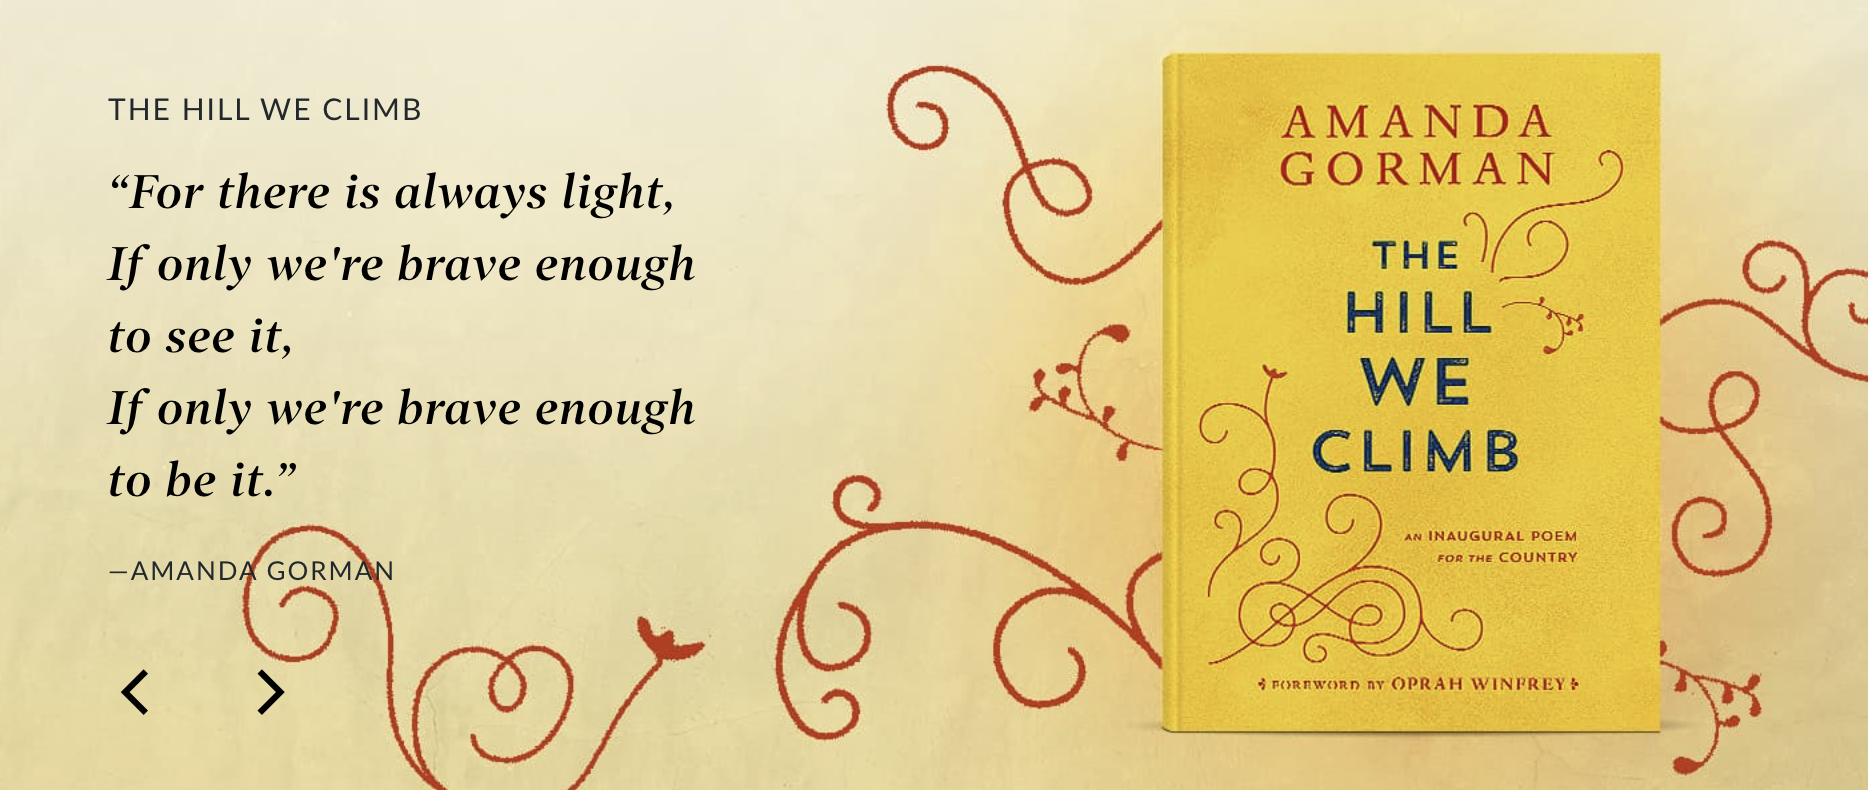 THE HILL WE CLIMB
“For there is always light,
If only we're brave enough
to see it,
If only we're brave enough
to be it.”
—AMANDA GORMAN
AMANDA
GORMAN
THE
HILL
WE
CLIMB
AN INAUGURAL POEM
FOR THE COUNTRY
FOREWORD BY OPRAH WINFREY